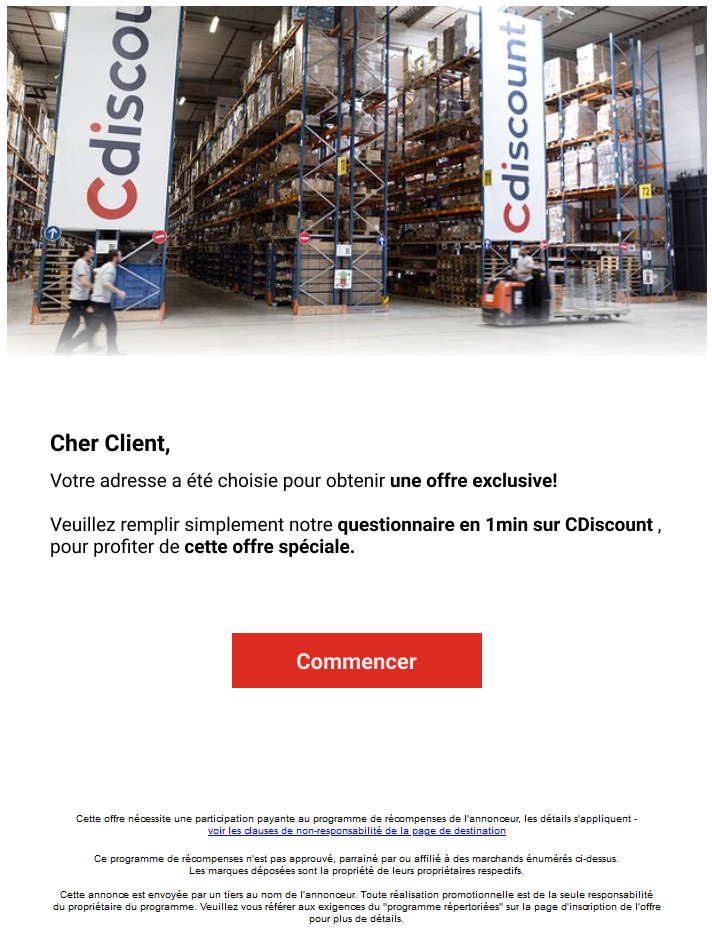 Cdiscount
Cdiscount
72
Cher Client,
Votre adresse a été choisie pour obtenir une offre exclusive!
Veuillez remplir simplement notre questionnaire en 1min sur CDiscount ,
pour profiter de cette offre spéciale.
Commencer
Cette offre nécessite une participation payante au programme de récompenses de l'annonceur, les détails s'appliquent -
voir les clauses de non-responsabilité de la page de destination
Ce programme de récompenses n'est pas approuvé, parrainé par ou affilié à des marchands énumérés ci-dessus.
Les marques déposées sont la propriété de leurs propriétaires respectifs.
Cette annonce est envoyée par un tiers au nom de l'annonceur. Toute réalisation promotionnelle est de la seule responsabilité
du propriétaire du programme. Veuillez vous référer aux exigences du "programme répertoriées" sur la page d'inscription de l'offre
pour plus de détails.